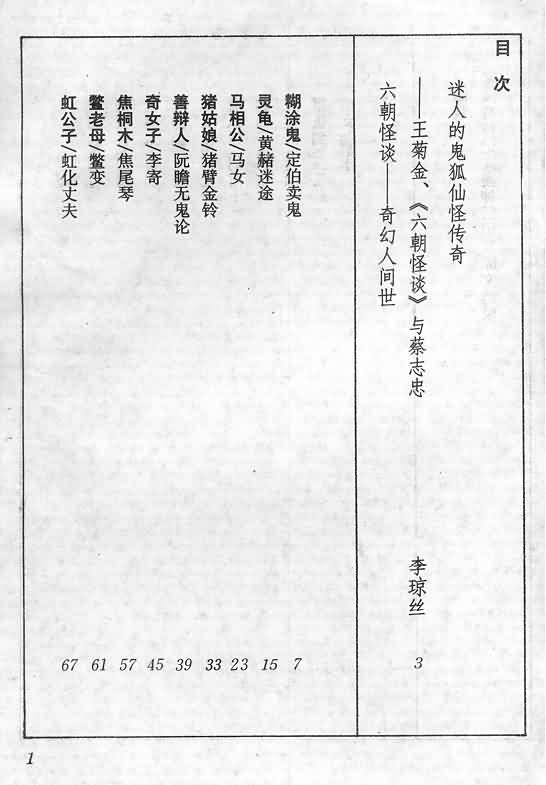 目次
迷人的鬼狐仙怪传奇
——王菊金、《六朝怪谈》与蔡志忠 李琼丝 3
六朝怪谈——奇幻人间世
糊涂鬼/定伯卖鬼 7
灵龟/黄赭迷途 15
马相公/马女 23
猪姑娘/猪臂金铃 33
善辩人/阮瞻无鬼论 39
奇女子/李寄 45
焦桐木/焦尾琴 57
鳖老母/鳖变 61
虹公子/虹化丈夫 67
1